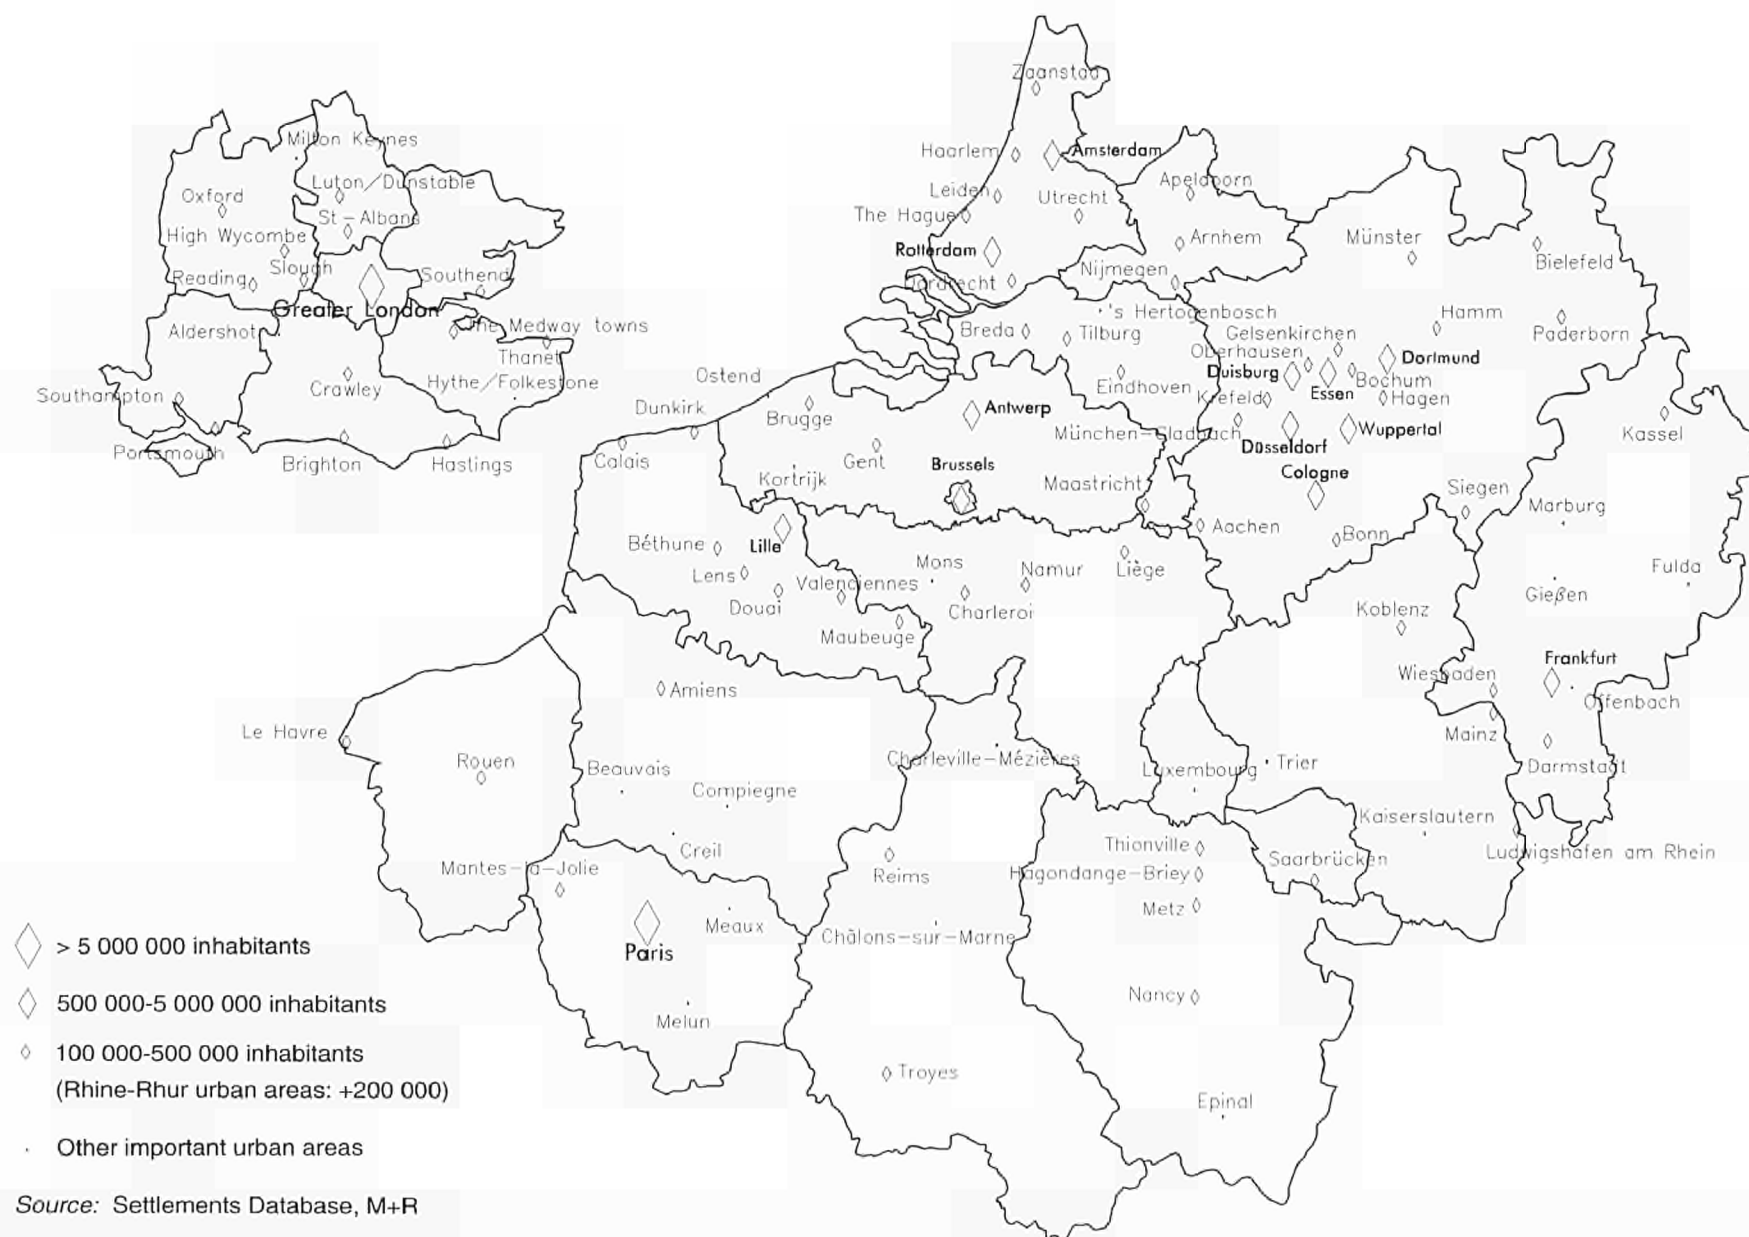 Zaanstad
Milton Keynes
Haarlem
Amsterdam
Luton/Dunstable
Apeldoorn
Oxford
Leiden
Utrecht
St-Albans
The Hague
High Wycombe
Rotterdam
Arnhem
Münster
Bielefeld
Slough
Reading
Southend
Nijmegen
Dordrecht
Greater London
's Hertogenbosch
Hamm
The Medway towns
Aldershot
Breda
Tilburg
Gelsenkirchen
Paderborn
Thanet
Oberhausen
Dortmund
Duisburg
Ostend
Bochum
Hythe/Folkestone
Crawley
Eindhoven
Essen
Southampton
Krefeld
Hagen
Dunkirk
Antwerp
Brugge
München-Gladbach
Wuppertal
Kassel
Portsmouth
Düsseldorf
Brighton
Hastings
Calais
Gent
Brussels
Cologne
Kortrijk
Maastricht
Siegen
Marburg
Aachen
Bonn
Béthune
Lille
Mons
Namur
Liège
Fulda
Lens
Valenciennes
Gießen
Douai
Charleroi
Koblenz
Maubeuge
Frankfurt
Wiesbaden
Amiens
Offenbach
Le Havre
Mainz
Rouen
Charleville-Mézières
Beauvais
Luxembourg
Trier
Darmstadt
Compiegne
Kaiserslautern
Thionville
Creil
Ludwigshafen am Rhein
Saarbrücken
Mantes-la-Jolie
Reims
Hagondange-Briey
Metz
Meaux
Châlons-sur-Marne
Paris
> 5 000 000 inhabitants
Nancy
500 000-5 000 000 inhabitants
Melun
100 000-500 000 inhabitants
(Rhine-Rhur urban areas: +200 000)
Troyes
Epinal
Other important urban areas
Source: Settlements Database, M+R